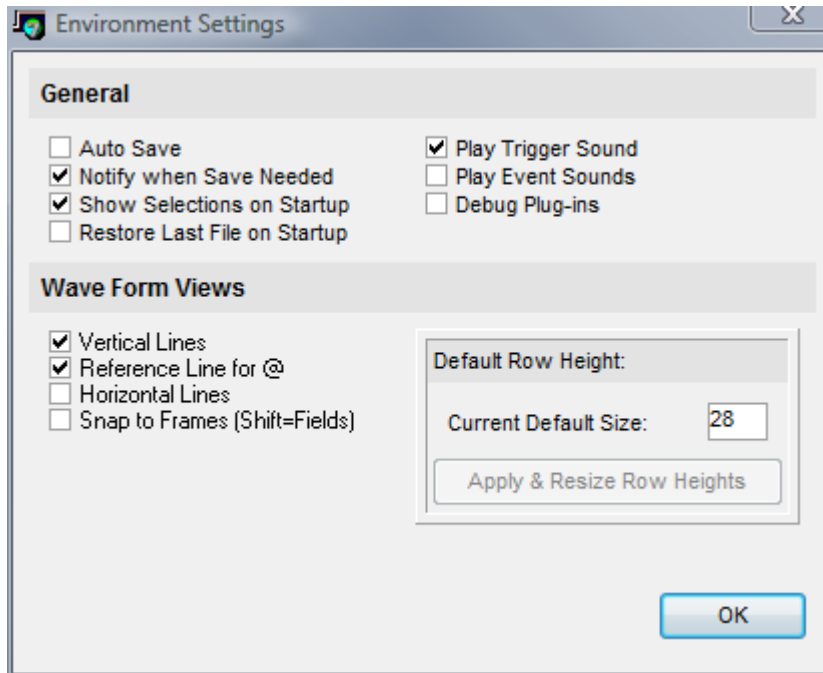 Environment Settings
General
Auto Save
Notify when Save Needed
Show Selections on Startup
Restore Last File on Startup
Play Trigger Sound
Play Event Sounds
Debug Plug-ins
Wave Form Views
Vertical Lines
Reference Line for @
Horizontal Lines
Snap to Frames (Shift=Fields)
Default Row Height:
Current Default Size: 28
Apply & Resize Row Heights
OK